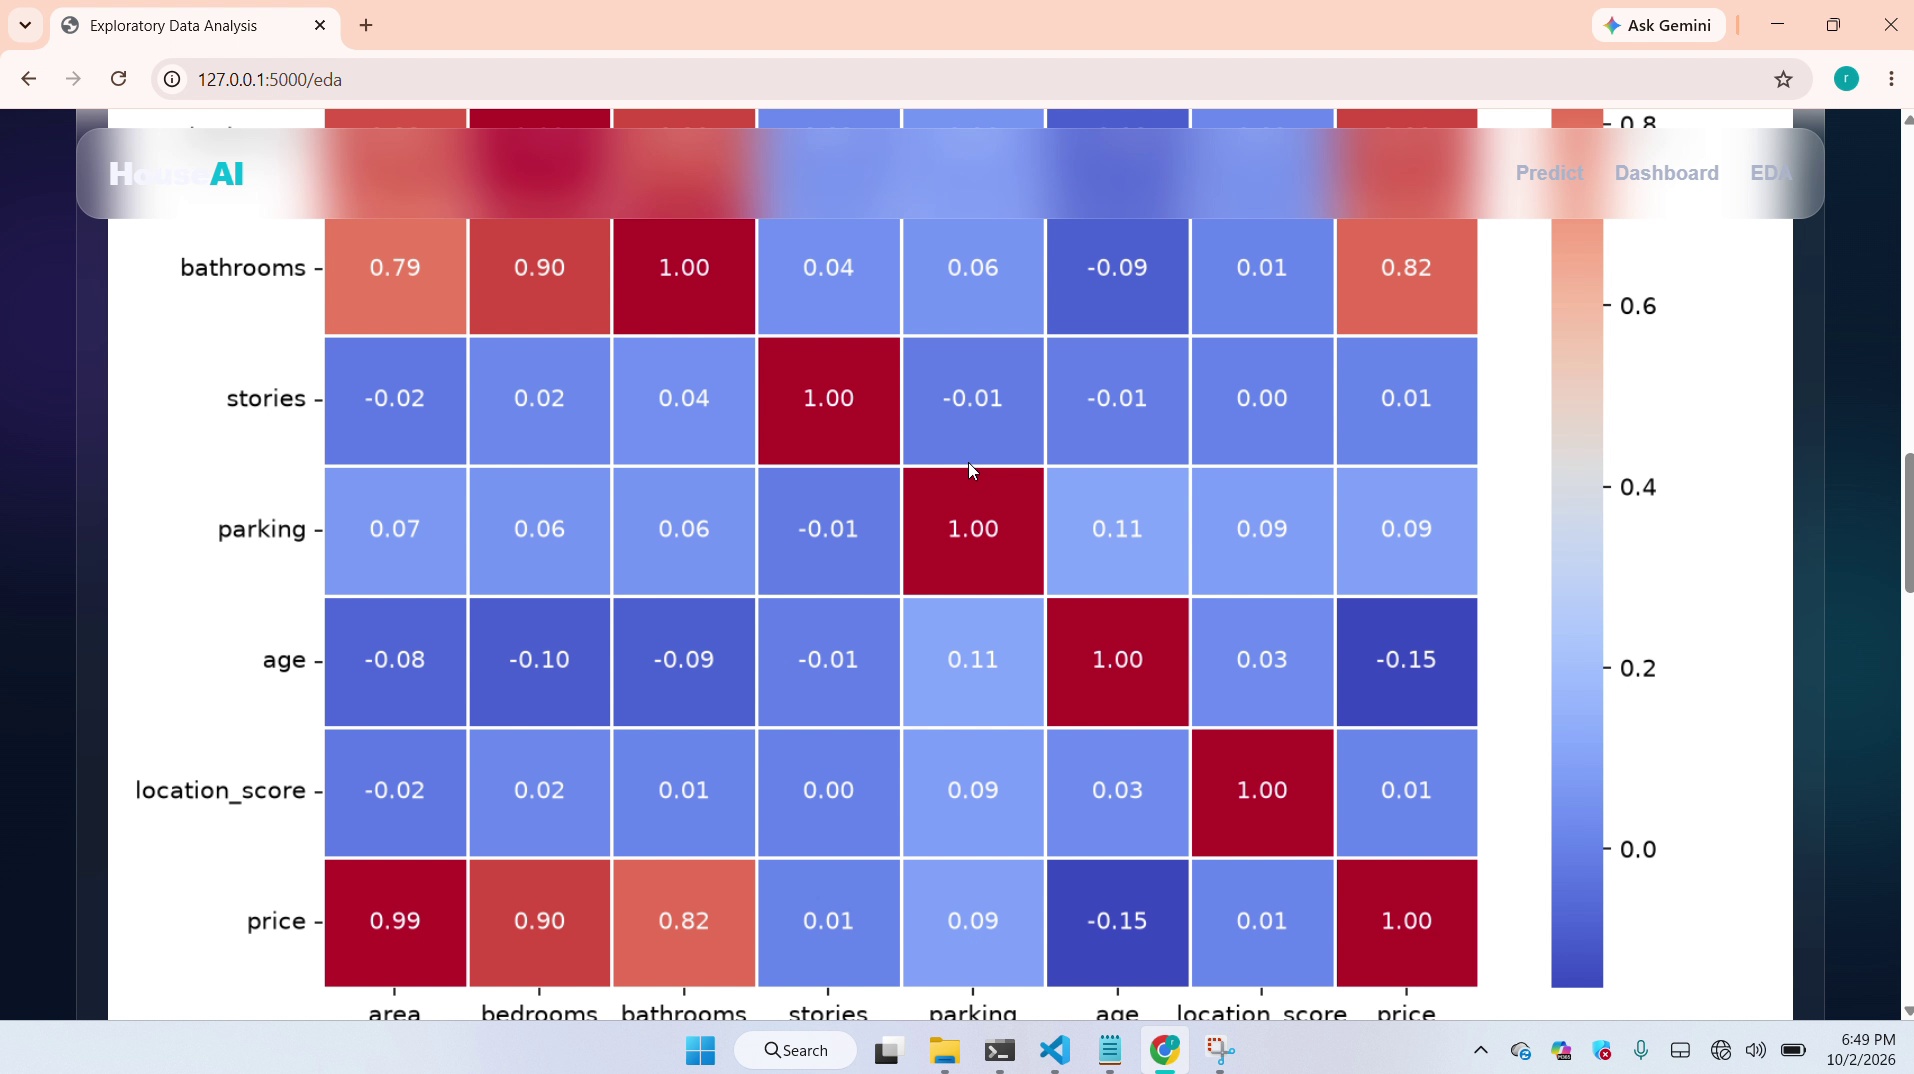 Exploratory Data Analysis
Ask Gemini
127.0.0.1:5000/eda
r
0.8
HouseAI
Predict Dashboard EDA
bathrooms 0.79 0.90 1.00 0.04 0.06 -0.09 0.01 0.82
0.6
stories -0.02 0.02 0.04 1.00 -0.01 -0.01 0.00 0.01
0.4
parking 0.07 0.06 0.06 -0.01 1.00 0.11 0.09 0.09
age -0.08 -0.10 -0.09 -0.01 0.11 1.00 0.03 -0.15
0.2
location_score -0.02 0.02 0.01 0.00 0.09 0.03 1.00 0.01
0.0
price 0.99 0.90 0.82 0.01 0.09 -0.15 0.01 1.00
area bedrooms bathrooms stories parking age location_score price
Search
6:49 PM
10/2/2026